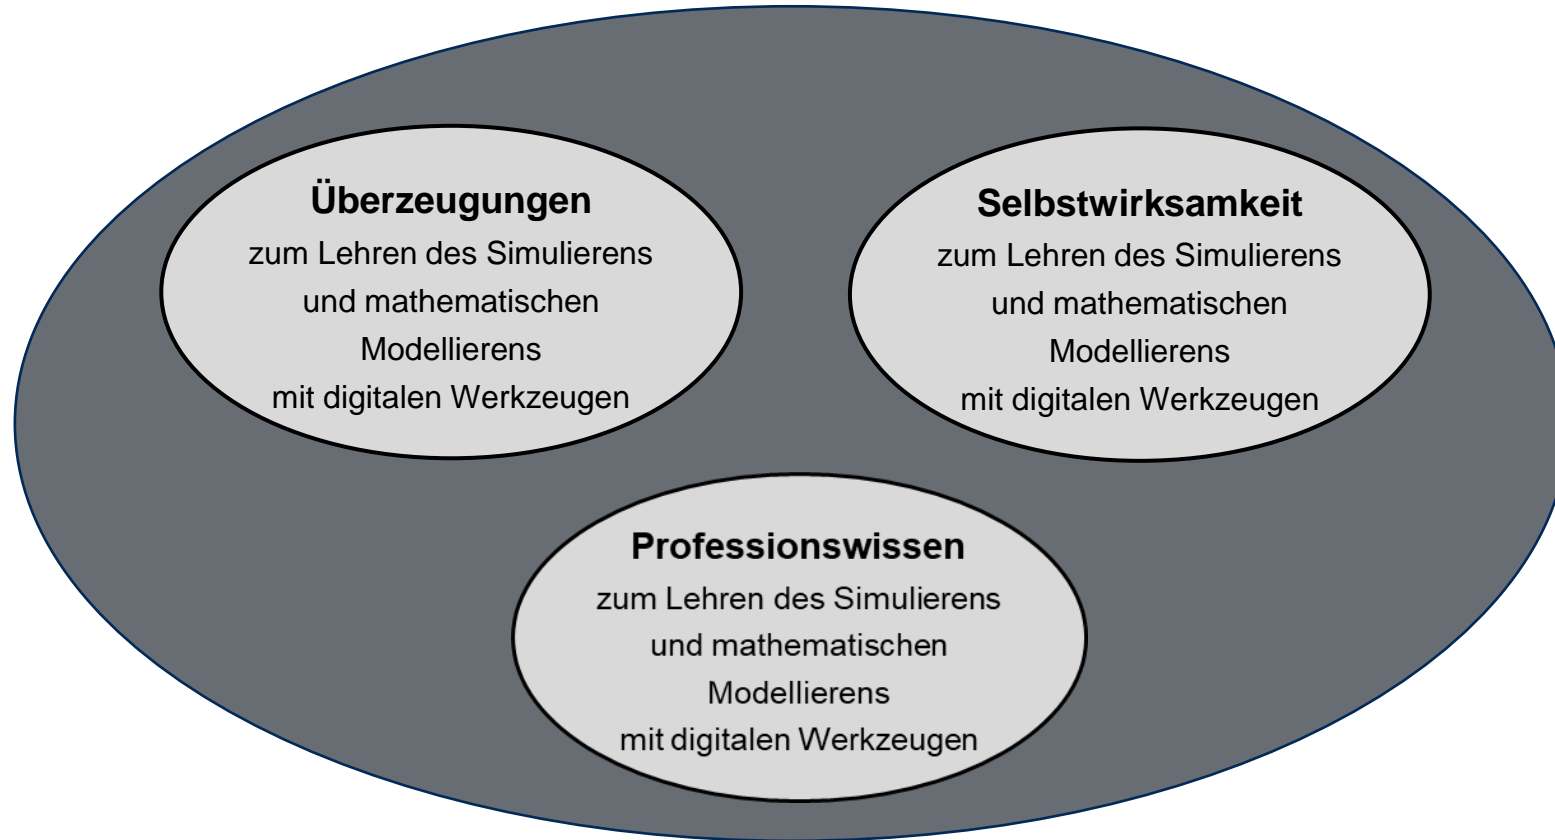 Überzeugungen
zum Lehren des Simulierens
und mathematischen
Modellierens
mit digitalen Werkzeugen
Selbstwirksamkeit
zum Lehren des Simulierens
und mathematischen
Modellierens
mit digitalen Werkzeugen
Professionswissen
zum Lehren des Simulierens
und mathematischen
Modellierens
mit digitalen Werkzeugen